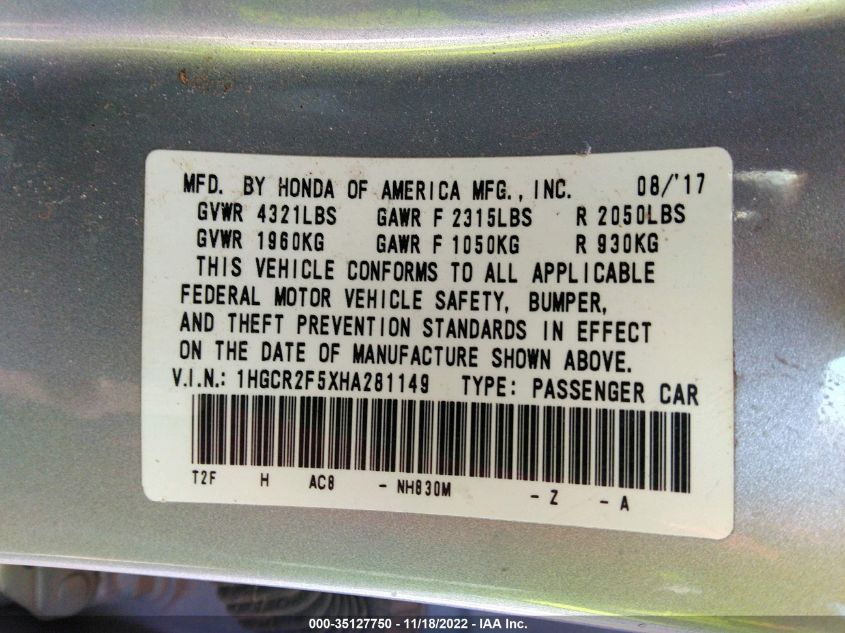 MFD. BY HONDA OF AMERICA MFG., INC. 08/'17
GVWR 4321LBS GAWR F 2315LBS R 2050LBS
GVWR 1960KG GAWR F 1050KG R 930KG
THIS VEHICLE CONFORMS TO ALL APPLICABLE
FEDERAL MOTOR VEHICLE SAFETY, BUMPER,
AND THEFT PREVENTION STANDARDS IN EFFECT
ON THE DATE OF MANUFACTURE SHOWN ABOVE.
V.I.N.: 1HGCR2F5XHA281149 TYPE: PASSENGER CAR
T2F H AC8 - NH830M - Z - A
000-35127750 - 11/18/2022 - IAA Inc.